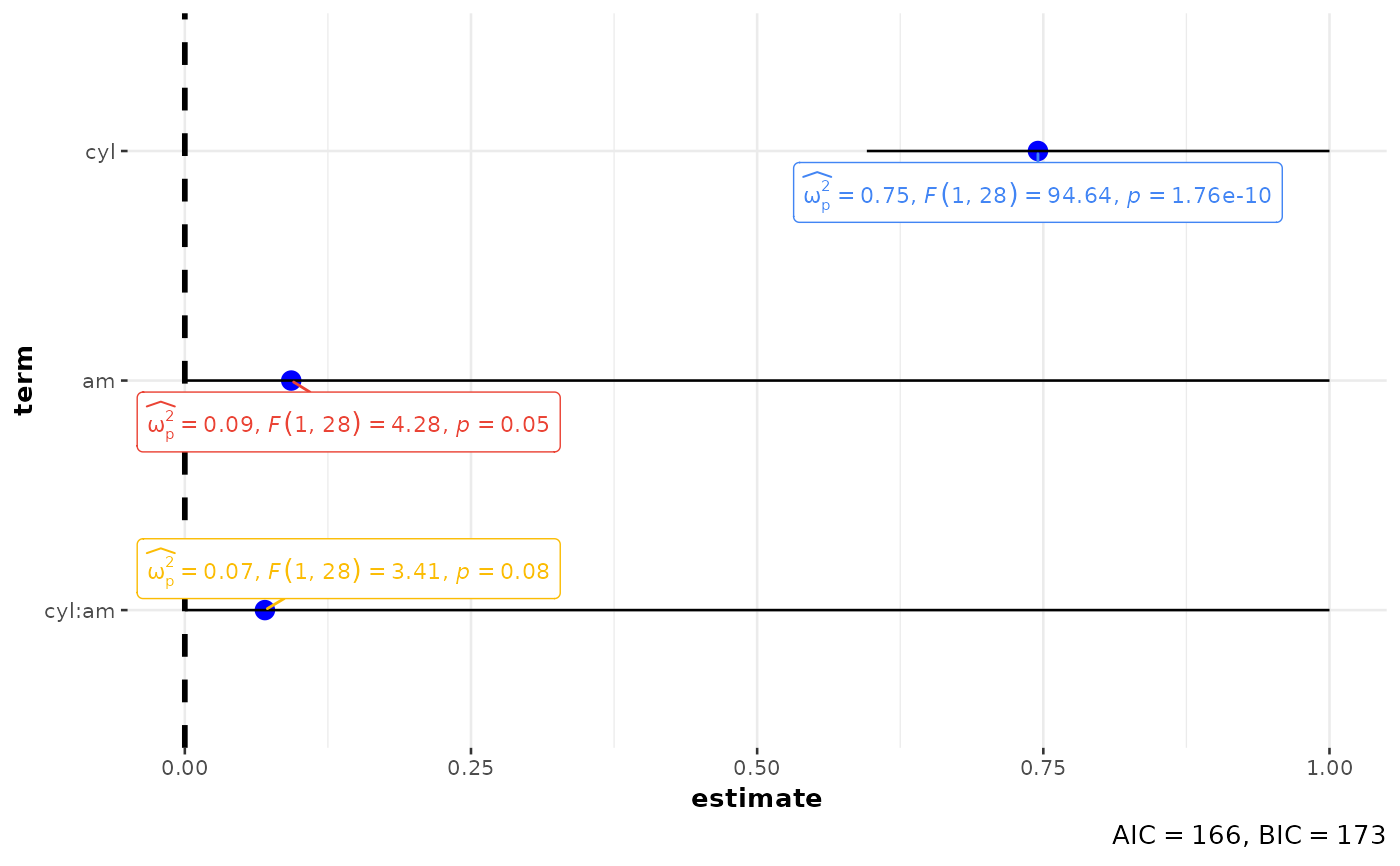 term
cyl
ω̂²ₚ = 0.75, F(1, 28) = 94.64, p = 1.76e-10
am
ω̂²ₚ = 0.09, F(1, 28) = 4.28, p = 0.05
ω̂²ₚ = 0.07, F(1, 28) = 3.41, p = 0.08
cyl:am
0.00 0.25 0.50 0.75 1.00
estimate
AIC = 166, BIC = 173